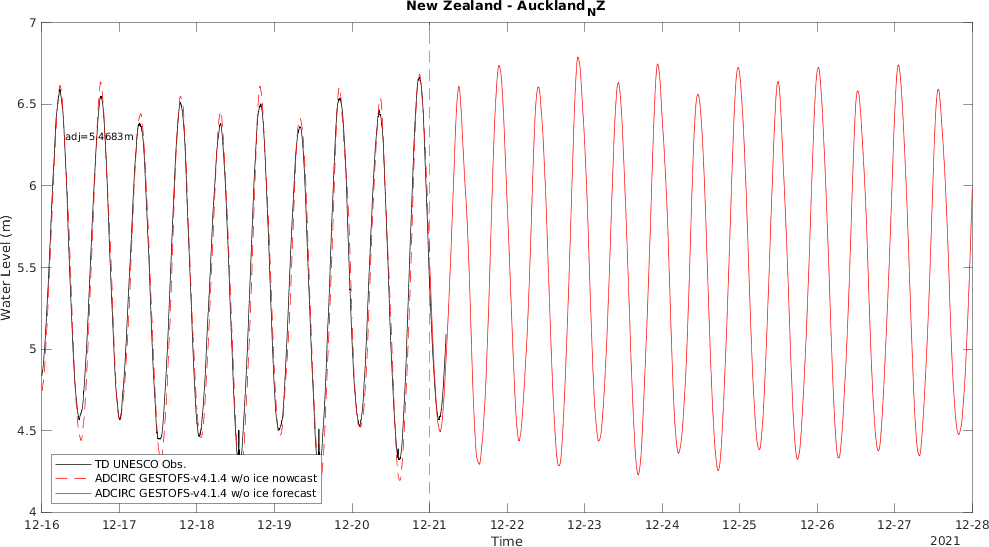 New Zealand - Auckland_NZ
7
6.5
6
5.5
5
4.5
4
Water Level (m)
adj=5.4683m
TD UNESCO Obs.
ADCIRC GESTOFS-v4.1.4 w/o ice nowcast
ADCIRC GESTOFS-v4.1.4 w/o ice forecast
12-16 12-17 12-18 12-19 12-20 12-21 12-22 12-23 12-24 12-25 12-26 12-27 12-28
Time
2021